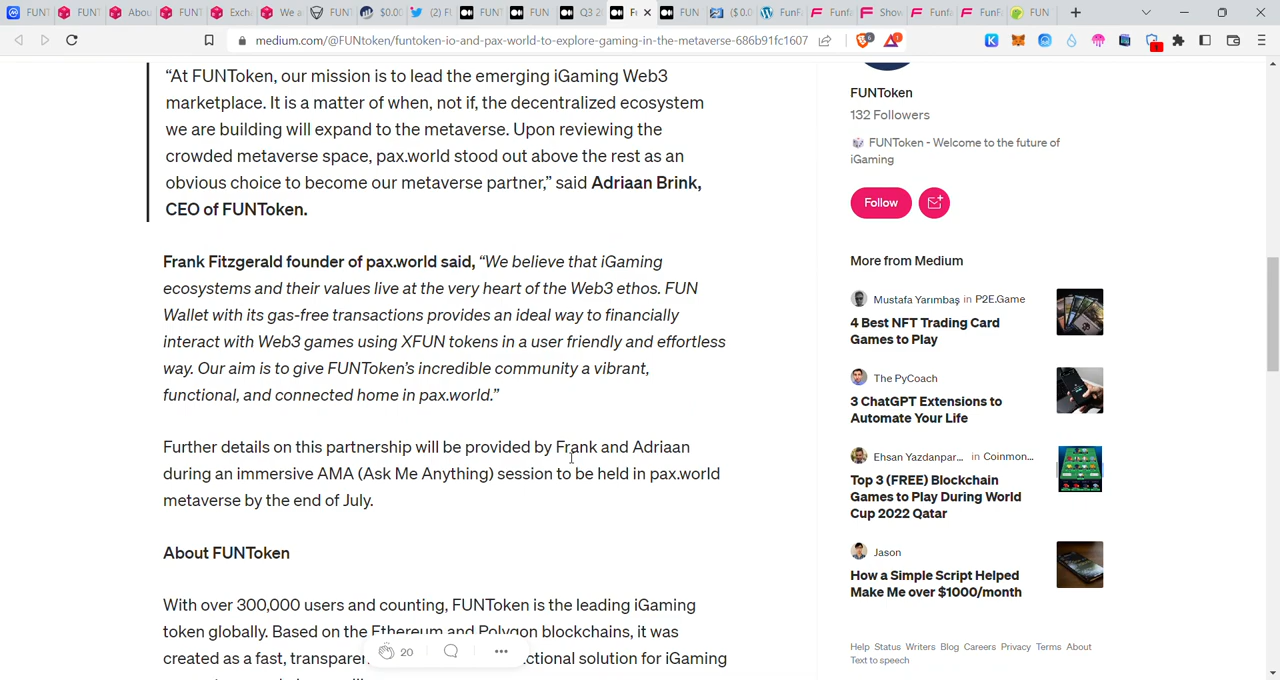 FUNT
FUNT
Abou
FUNT
Exch
We a
FUNT
$0.00
(2) FU
FUNT
FUN
Q3 2
F
FUN
($0.0
FunFa
Funf
Show
Funfa
FunF
FUN
medium.com/@FUNtoken/funtoken-io-and-pax-world-to-explore-gaming-in-the-metaverse-686b91fc1607
6
1
“At FUNToken, our mission is to lead the emerging iGaming Web3
marketplace. It is a matter of when, not if, the decentralized ecosystem
we are building will expand to the metaverse. Upon reviewing the
crowded metaverse space, pax.world stood out above the rest as an
obvious choice to become our metaverse partner,” said Adriaan Brink,
CEO of FUNToken.
Frank Fitzgerald founder of pax.world said, “We believe that iGaming
ecosystems and their values live at the very heart of the Web3 ethos. FUN
Wallet with its gas-free transactions provides an ideal way to financially
interact with Web3 games using XFUN tokens in a user friendly and effortless
way. Our aim is to give FUNToken’s incredible community a vibrant,
functional, and connected home in pax.world.”
Further details on this partnership will be provided by Frank and Adriaan
during an immersive AMA (Ask Me Anything) session to be held in pax.world
metaverse by the end of July.
About FUNToken
With over 300,000 users and counting, FUNToken is the leading iGaming
token globally. Based on the Ethereum and Polygon blockchains, it was
created as a fast, transparen ctional solution for iGaming
20
FUNToken
132 Followers
FUNToken - Welcome to the future of
iGaming
Follow
More from Medium
Mustafa Yarımbaş in P2E.Game
4 Best NFT Trading Card
Games to Play
The PyCoach
3 ChatGPT Extensions to
Automate Your Life
Ehsan Yazdanpar... in Coinmon...
Top 3 (FREE) Blockchain
Games to Play During World
Cup 2022 Qatar
Jason
How a Simple Script Helped
Make Me over $1000/month
Help Status Writers Blog Careers Privacy Terms About
Text to speech